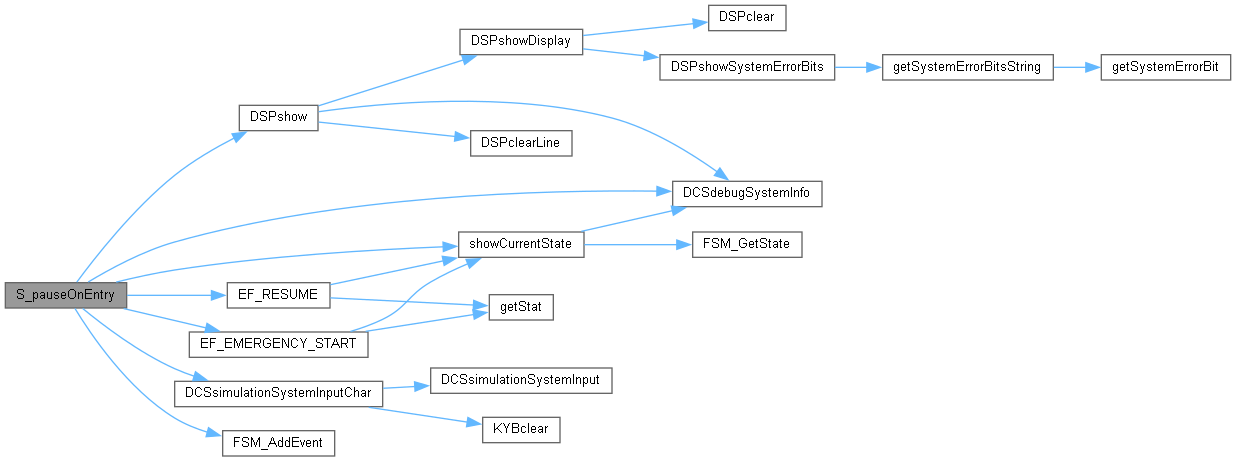 DSPclear
DSPshowDisplay
DSPshowSystemErrorBits
getSystemErrorBitsString
getSystemErrorBit
DSPshow
DSPclearLine
DCSdebugSystemInfo
showCurrentState
FSM_GetState
S_pauseOnEntry
EF_RESUME
getStat
EF_EMERGENCY_START
DCSsimulationSystemInput
DCSsimulationSystemInputChar
KYBclear
FSM_AddEvent